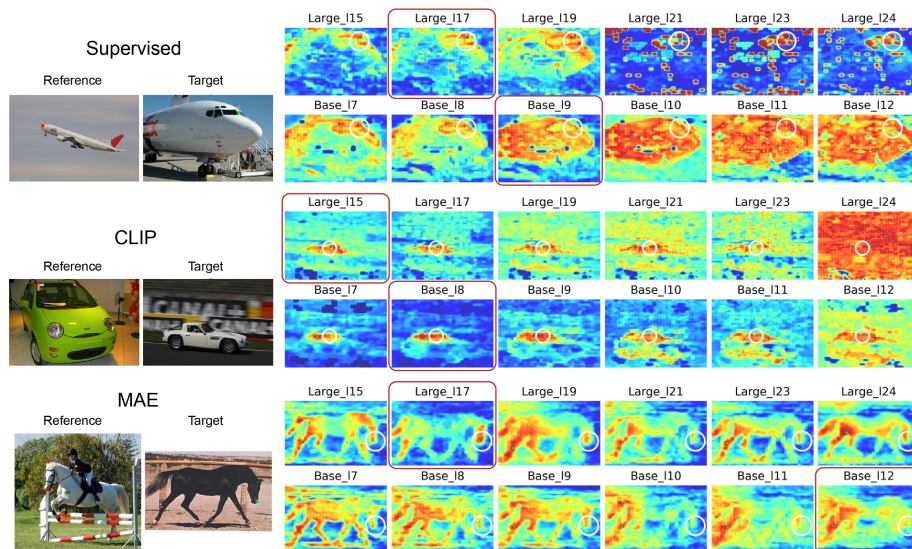 Supervised
Reference
Target
Large_l15
Large_l17
Large_l19
Large_l21
Large_l23
Large_l24
Base_l7
Base_l8
Base_l9
Base_l10
Base_l11
Base_l12
CLIP
Reference
Target
Large_l15
Large_l17
Large_l19
Large_l21
Large_l23
Large_l24
Base_l7
Base_l8
Base_l9
Base_l10
Base_l11
Base_l12
MAE
Reference
Target
Large_l15
Large_l17
Large_l19
Large_l21
Large_l23
Large_l24
Base_l7
Base_l8
Base_l9
Base_l10
Base_l11
Base_l12